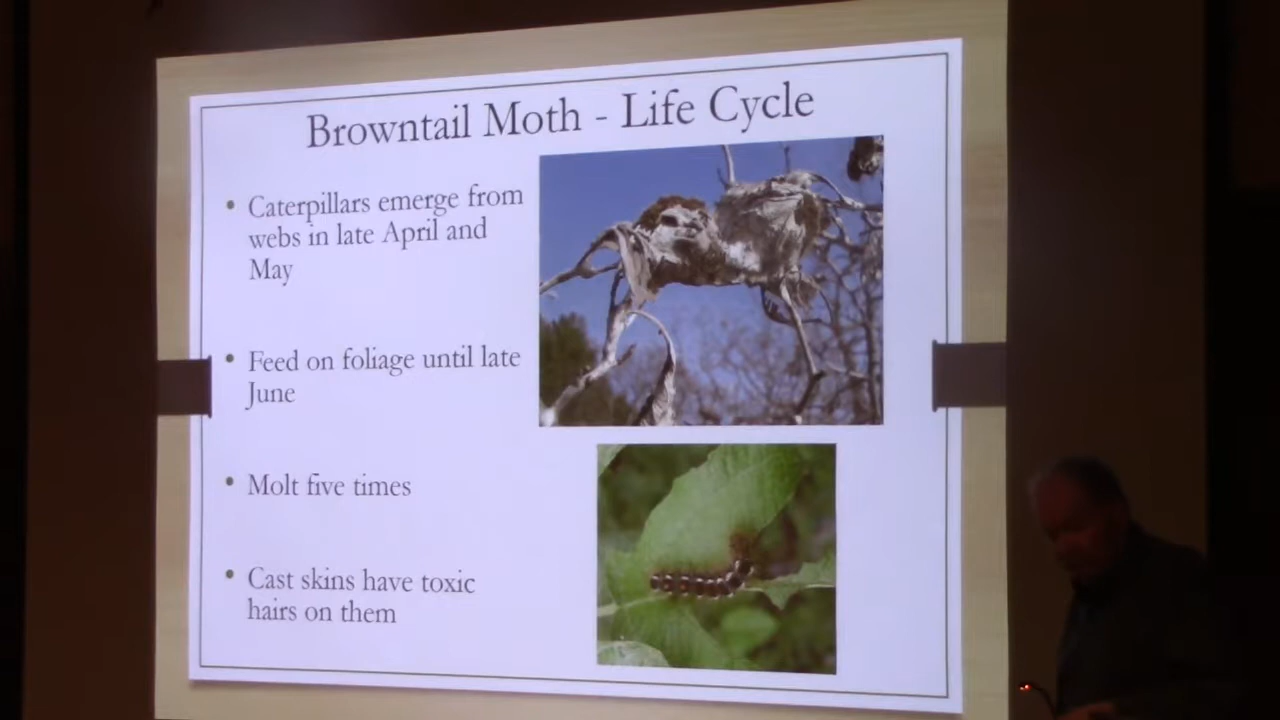 Browntail Moth - Life Cycle
• Caterpillars emerge from
webs in late April and
May
• Feed on foliage until late
June
• Molt five times
• Cast skins have toxic
hairs on them